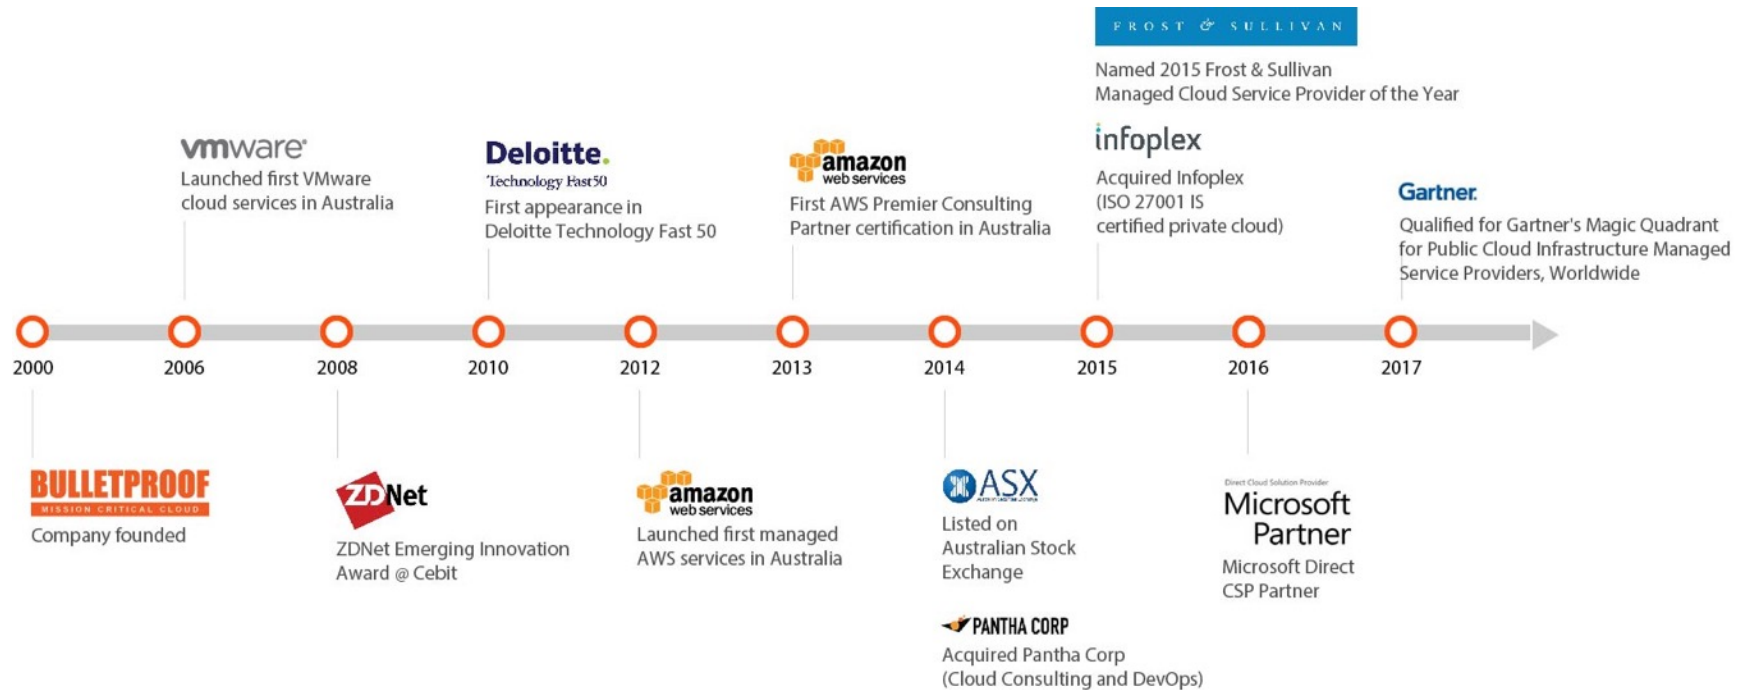 FROST & SULLIVAN
Named 2015 Frost & Sullivan
Managed Cloud Service Provider of the Year
infoplex
Acquired Infoplex
(ISO 27001 IS
certified private cloud)
vmware
Launched first VMware
cloud services in Australia
Deloitte.
Technology Fast50
First appearance in
Deloitte Technology Fast 50
amazon
web services
First AWS Premier Consulting
Partner certification in Australia
Gartner.
Qualified for Gartner's Magic Quadrant
for Public Cloud Infrastructure Managed
Service Providers, Worldwide
2000 2006 2008 2010 2012 2013 2014 2015 2016 2017
BULLETPROOF
MISSION CRITICAL CLOUD
Company founded
ZDNet
ZDNet Emerging Innovation
Award @ Cebit
amazon
web services
Launched first managed
AWS services in Australia
ASX
Listed on
Australian Stock
Exchange
PANTHA CORP
Acquired Pantha Corp
(Cloud Consulting and DevOps)
Direct Cloud Solution Provider
Microsoft
Partner
Microsoft Direct
CSP Partner